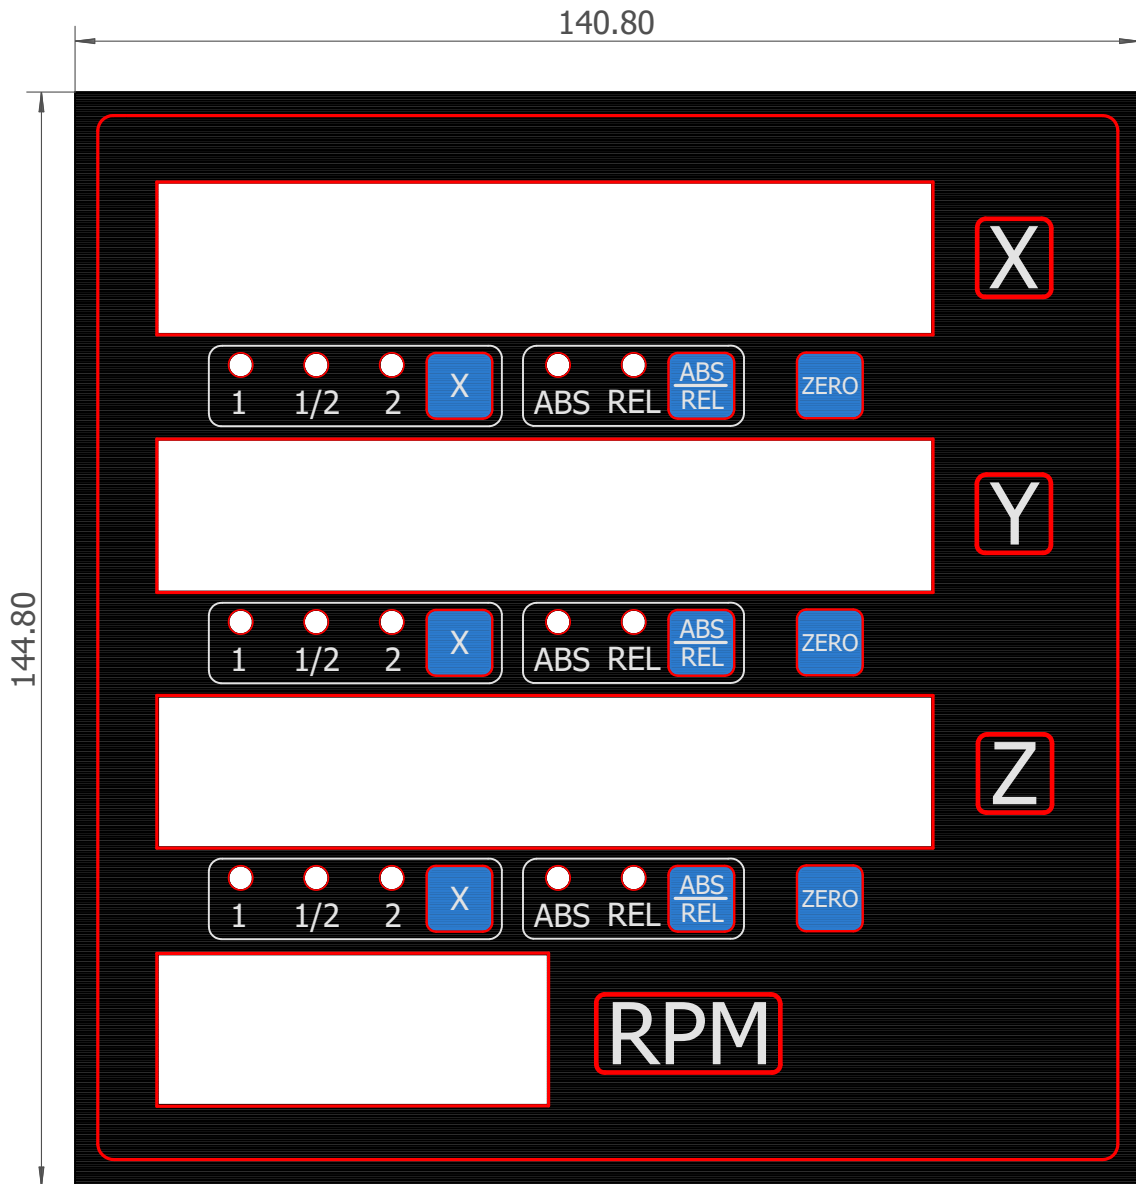 140.80
X
1 1/2 2 X ABS REL ABS
REL ZERO
Y
1 1/2 2 X ABS REL ABS
REL ZERO
144.80
Z
1 1/2 2 X ABS REL ABS
REL ZERO
RPM